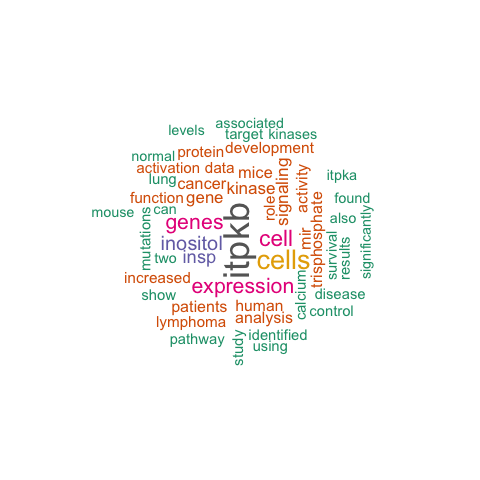 associated
levels
target kinases
development
normal
protein
activation data
mice
lung
cancer
kinase
signaling
activity
itpka
function
gene
role
found
mouse
can
genes
trisphosphate
also
significantly
mutations
inositol
itpkb
cell
mir
survival
results
two
insp
cells
increased
expression
calcium
disease
show
patients
human
control
lymphoma
analysis
pathway
study
identified
using